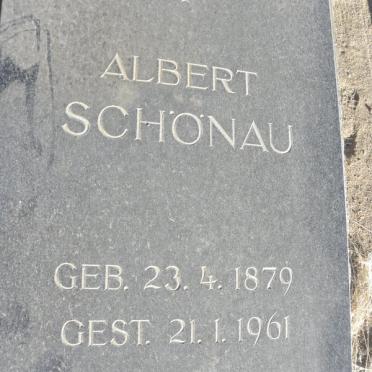 ALBERT
SCHÖNAU
GEB. 23. 4. 1879
GEST. 21. 1. 1961